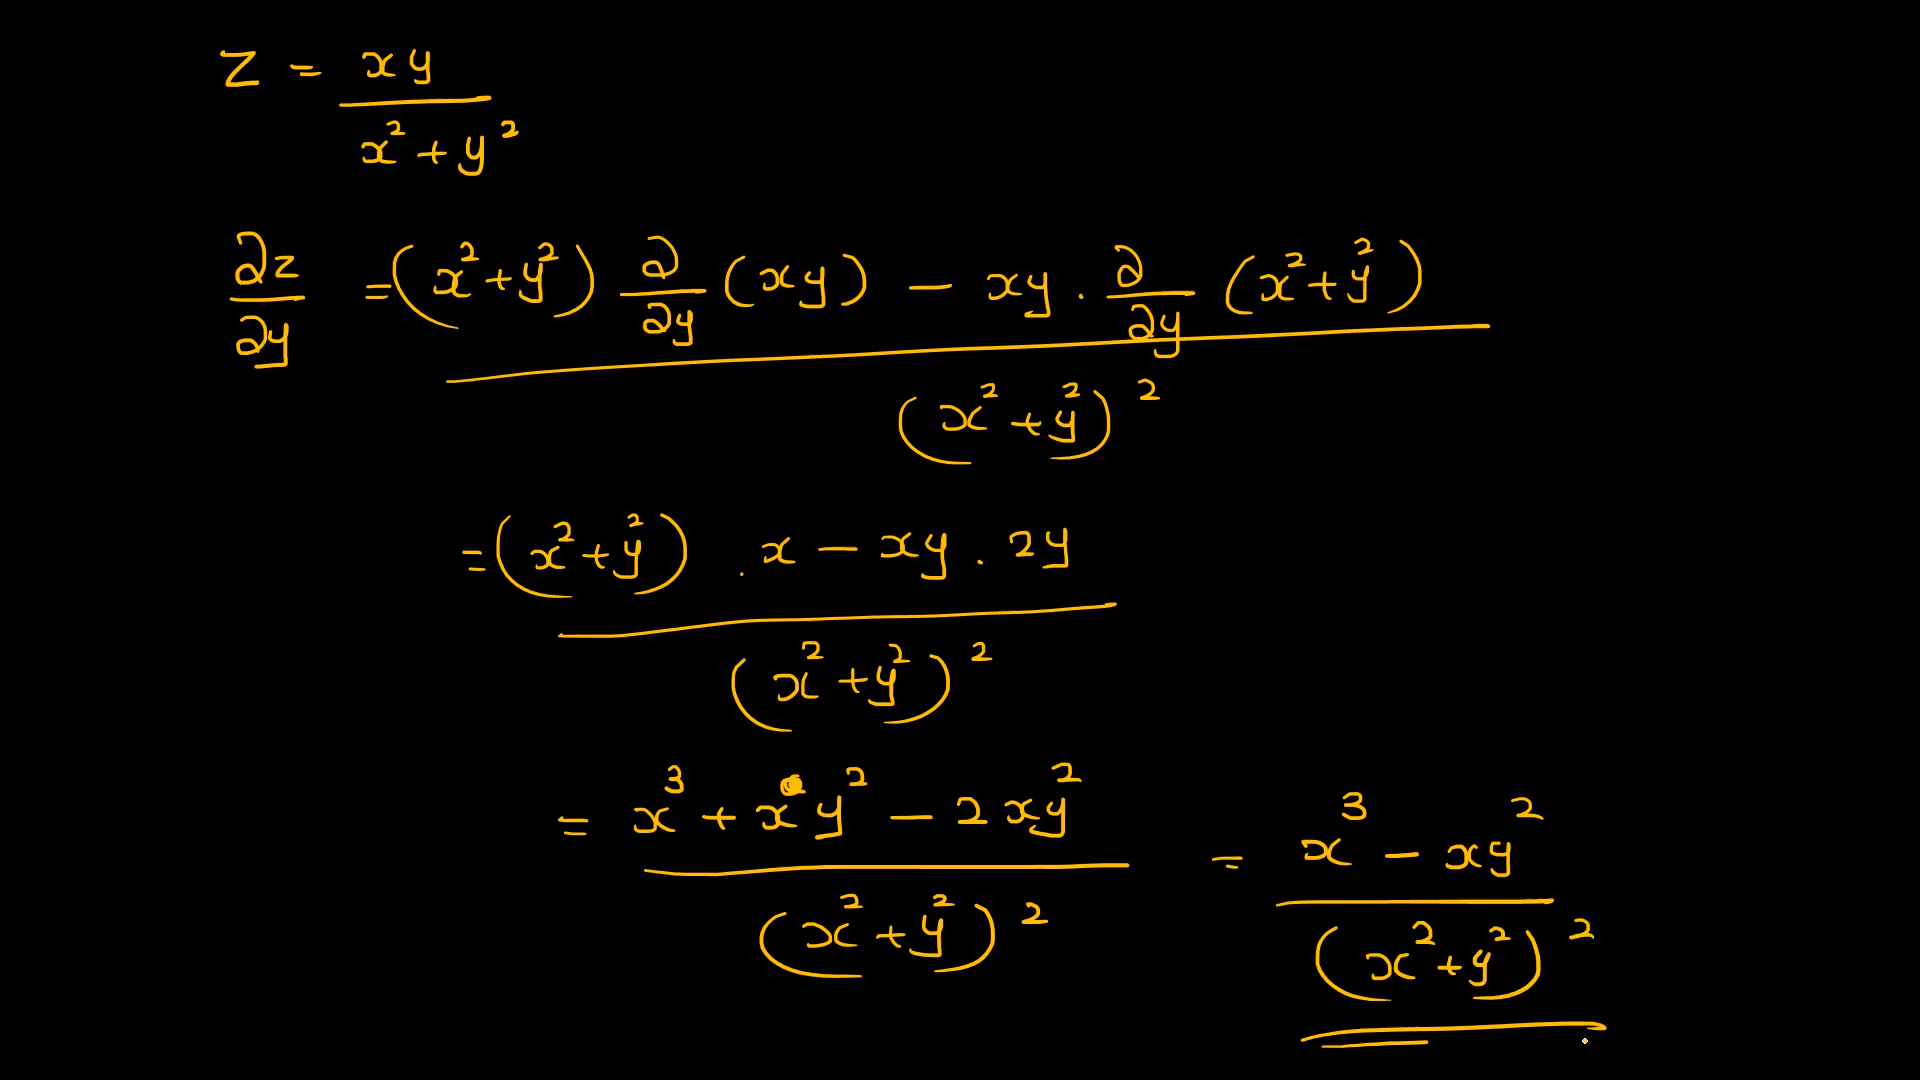 z = xy / x² + y²
∂z/∂y = (x² + y²) ∂/∂y (xy) − xy . ∂/∂y (x² + y²) / (x² + y²)²
= (x² + y²) . x − xy . 2y / (x² + y²)²
= x³ + x y² − 2xy² / (x² + y²)² = x³ − xy² / (x² + y²)²